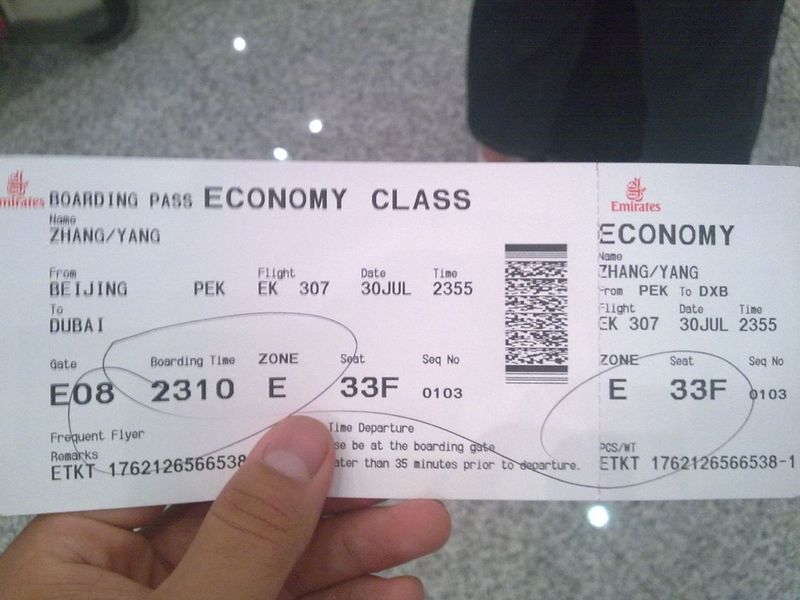 Emirates BOARDING PASS ECONOMY CLASS
Name
ZHANG/YANG
From Flight Date Time
BEIJING PEK EK 307 30JUL 2355
To
DUBAI
Gate Boarding Time ZONE Seat Seq No
E08 2310 E 33F 0103
Frequent Flyer
Remarks
ETKT 1762126566538
Time Departure
be at the boarding gate
than 35 minutes prior to departure.
Emirates
ECONOMY
Name
ZHANG/YANG
From PEK To DXB
Flight Date Time
EK 307 30JUL 2355
ZONE Seat Seq No
E 33F 0103
PCS/WT
ETKT 1762126566538-1